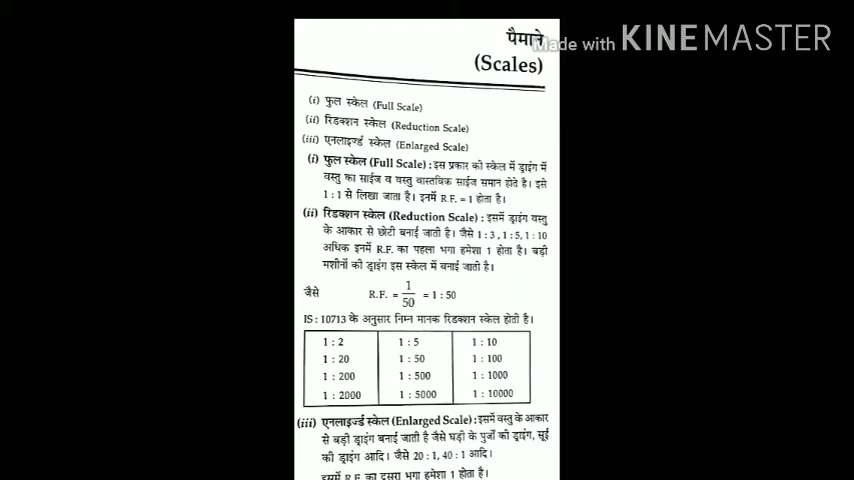 पैमाने
Made with KINEMASTER
(Scales)
(i) फुल स्केल (Full Scale)
(ii) रिडक्शन स्केल (Reduction Scale)
(iii) एनलाइर्ज्ड स्केल (Enlarged Scale)
(i) फुल स्केल (Full Scale) : इस प्रकार की स्केल में ड्राइंग में
वस्तु का साईज व वस्तु वास्तविक साईज समान होते है। इसे
1 : 1 से लिखा जाता है। इनमें R.F. = 1 होता है।
(ii) रिडक्शन स्केल (Reduction Scale) : इसमें ड्राइंग वस्तु
के आकार से छोटी बनाई जाती है। जैसे 1 : 3 , 1 : 5, 1 : 10
अधिक इनमें R.F. का पहला भगा हमेशा 1 होता है। बड़ी
मशीनों की ड्राइंग इस स्केल में बनाई जाती है।
जैसे R.F. = 1/50 = 1 : 50
IS : 10713 के अनुसार निम्न मानक रिडक्शन स्केल होती है।
1 : 2 1 : 5 1 : 10
1 : 20 1 : 50 1 : 100
1 : 200 1 : 500 1 : 1000
1 : 2000 1 : 5000 1 : 10000
(iii) एनलाइर्ज्ड स्केल (Enlarged Scale) : इसमें वस्तु के आकार
से बड़ी ड्राइंग बनाई जाती है जैसे घड़ी के पुर्जों की ड्राइंग, सूई
की ड्राइंग आदि। जैसे 20 : 1, 40 : 1 आदि।
इसमें R.F. का दूसरा भगा हमेशा 1 होता है।